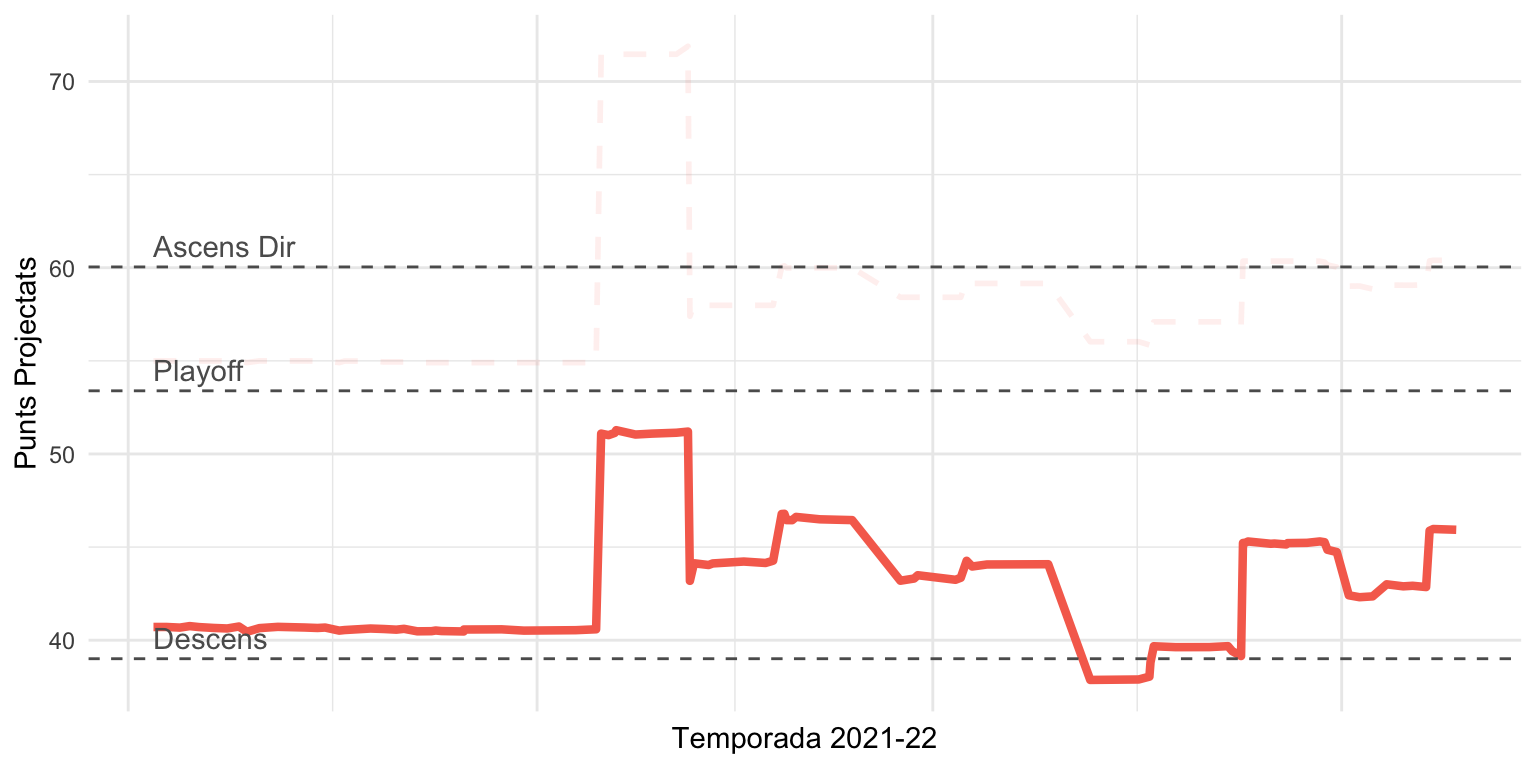 Punts Projectats
70
60
50
40
Ascens Dir
Playoff
Descens
Temporada 2021-22